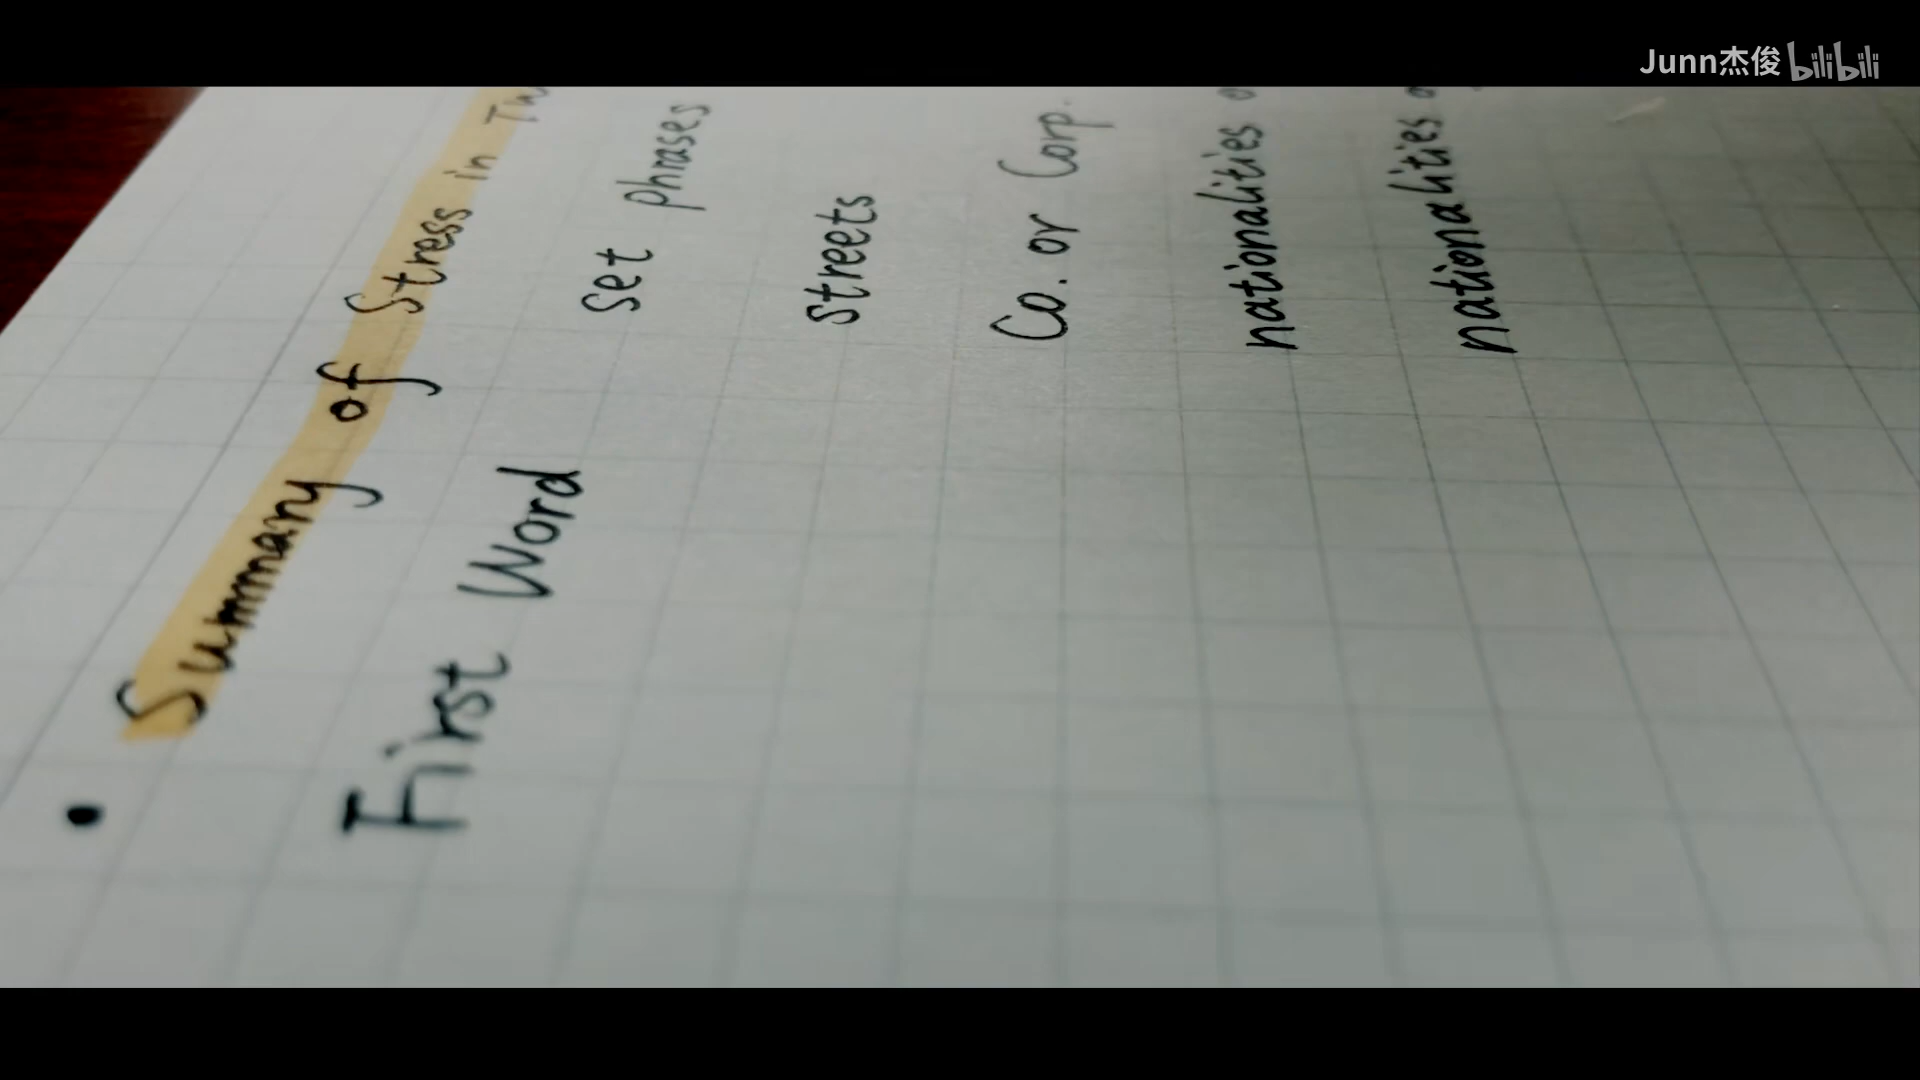 Junn杰俊 bilibili
• Summary of Stress in
First Word
set phrases
streets
Co. or Corp.
nationalities
nationalities